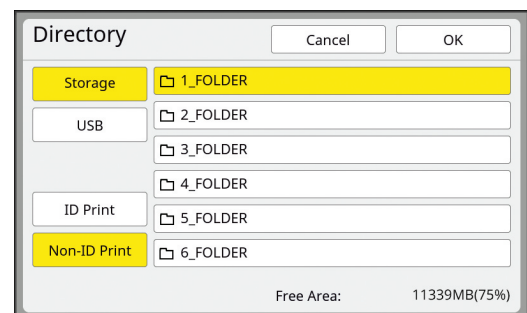 Directory
Cancel
OK
Storage
USB
ID Print
Non-ID Print
1_FOLDER
2_FOLDER
3_FOLDER
4_FOLDER
5_FOLDER
6_FOLDER
Free Area: 11339MB(75%)